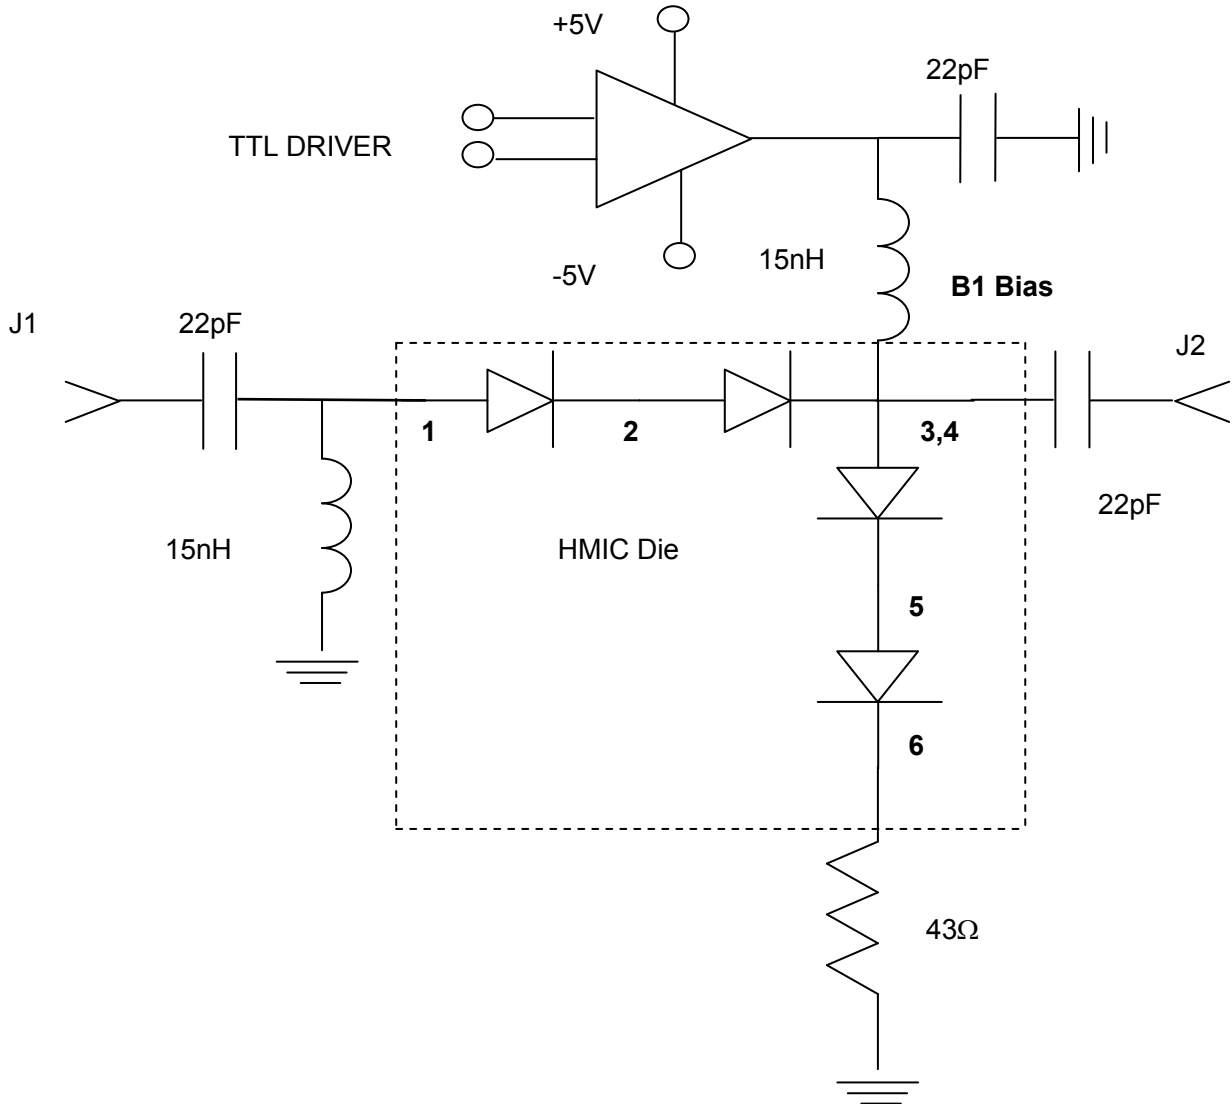 +5V
22pF
TTL DRIVER
-5V
15nH
B1 Bias
J1
22pF
J2
1
2
3,4
22pF
15nH
HMIC Die
5
6
43Ω